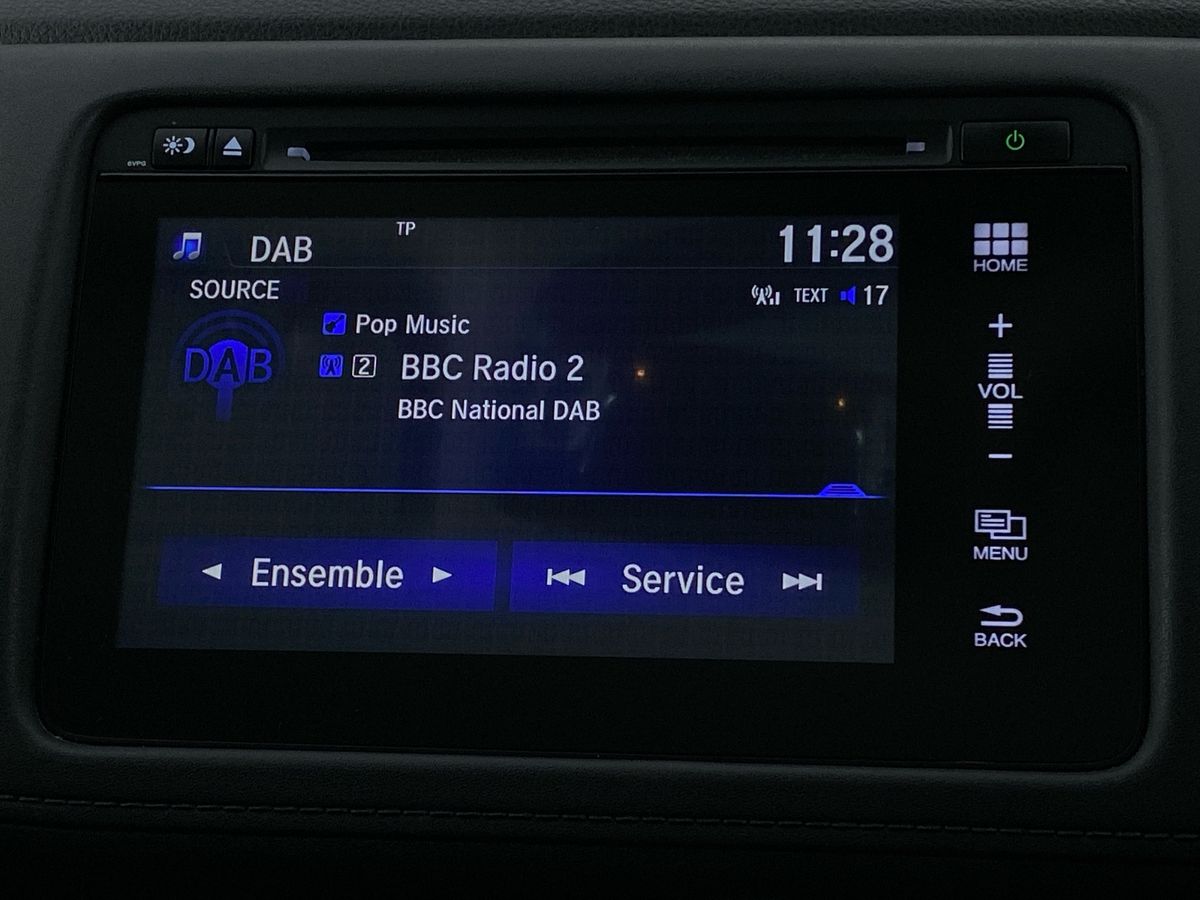 6VPG
TP
DAB
11:28
SOURCE
TEXT 17
DAB
Pop Music
2 BBC Radio 2
BBC National DAB
Ensemble
Service
HOME
+
VOL
−
MENU
BACK